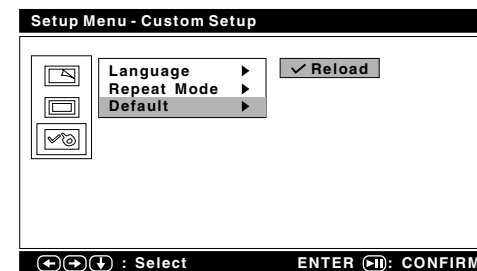 Setup Menu - Custom Setup
Language
Repeat Mode
Default
Reload
: Select
ENTER : CONFIRM